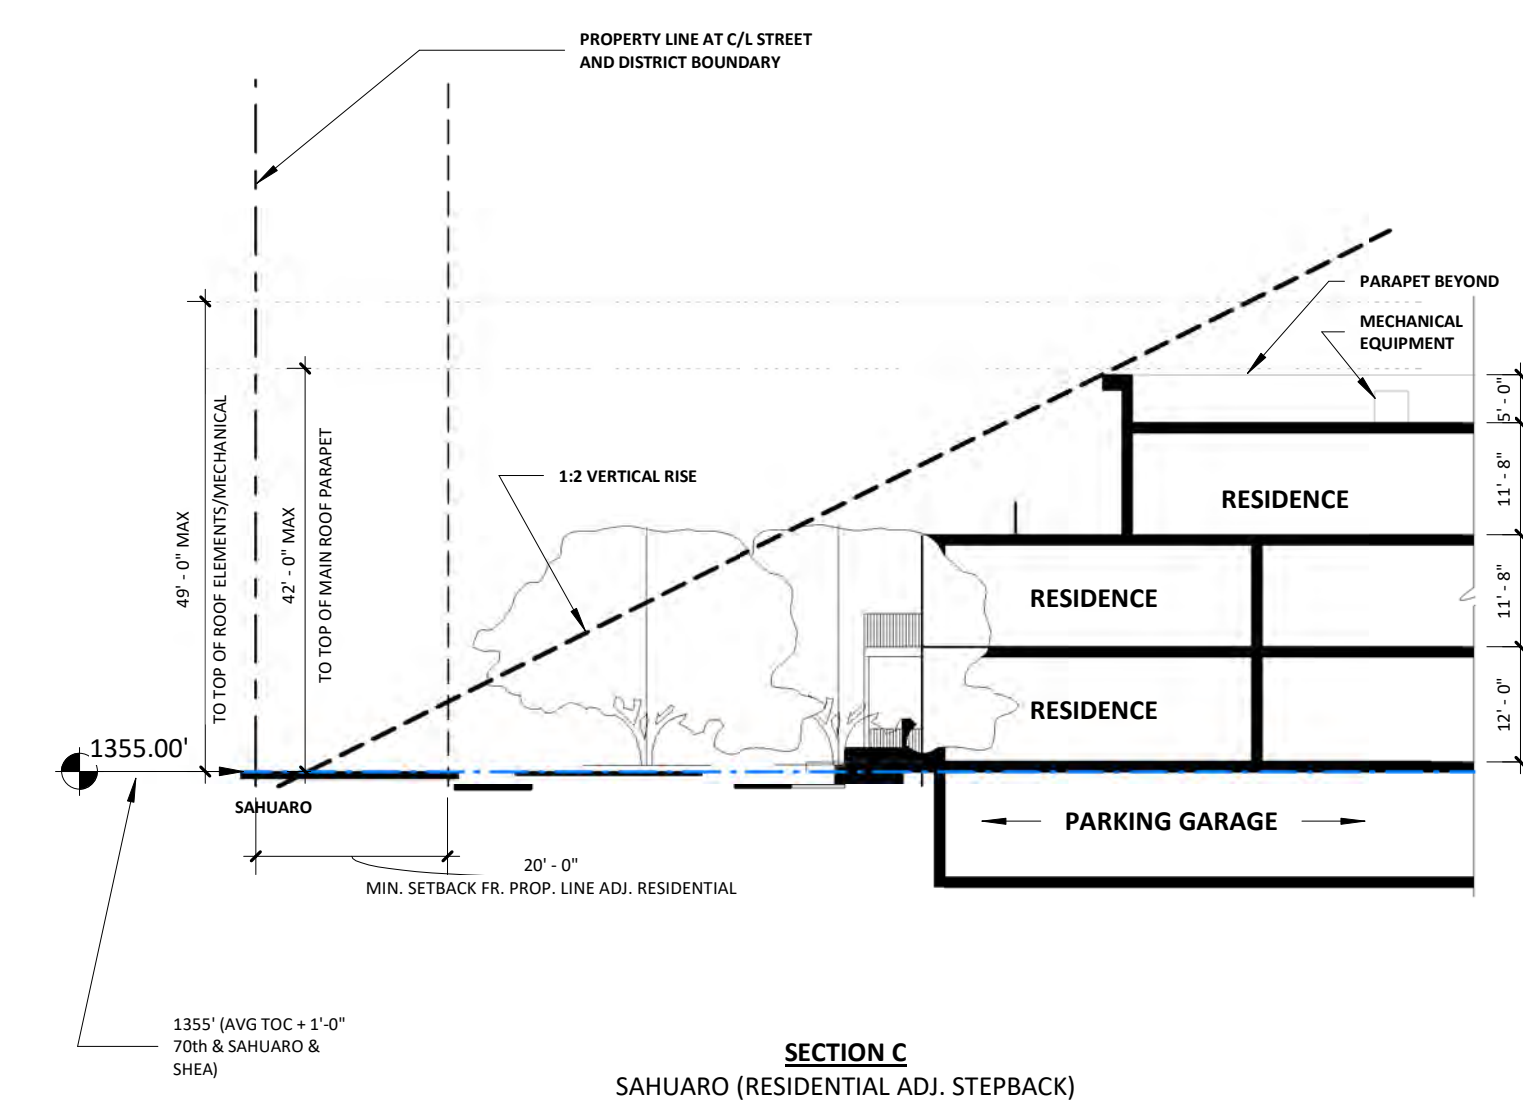 PROPERTY LINE AT C/L STREET
AND DISTRICT BOUNDARY
PARAPET BEYOND
MECHANICAL
EQUIPMENT
49' - 0" MAX
TO TOP OF ROOF ELEMENTS/MECHANICAL
42' - 0" MAX
TO TOP OF MAIN ROOF PARAPET
1:2 VERTICAL RISE
5' - 0"
11' - 8"
11' - 8"
12' - 0"
RESIDENCE
RESIDENCE
RESIDENCE
1355.00'
SAHUARO
PARKING GARAGE
20' - 0"
MIN. SETBACK FR. PROP. LINE ADJ. RESIDENTIAL
1355' (AVG TOC + 1'-0"
70th & SAHUARO &
SHEA)
SECTION C
SAHUARO (RESIDENTIAL ADJ. STEPBACK)